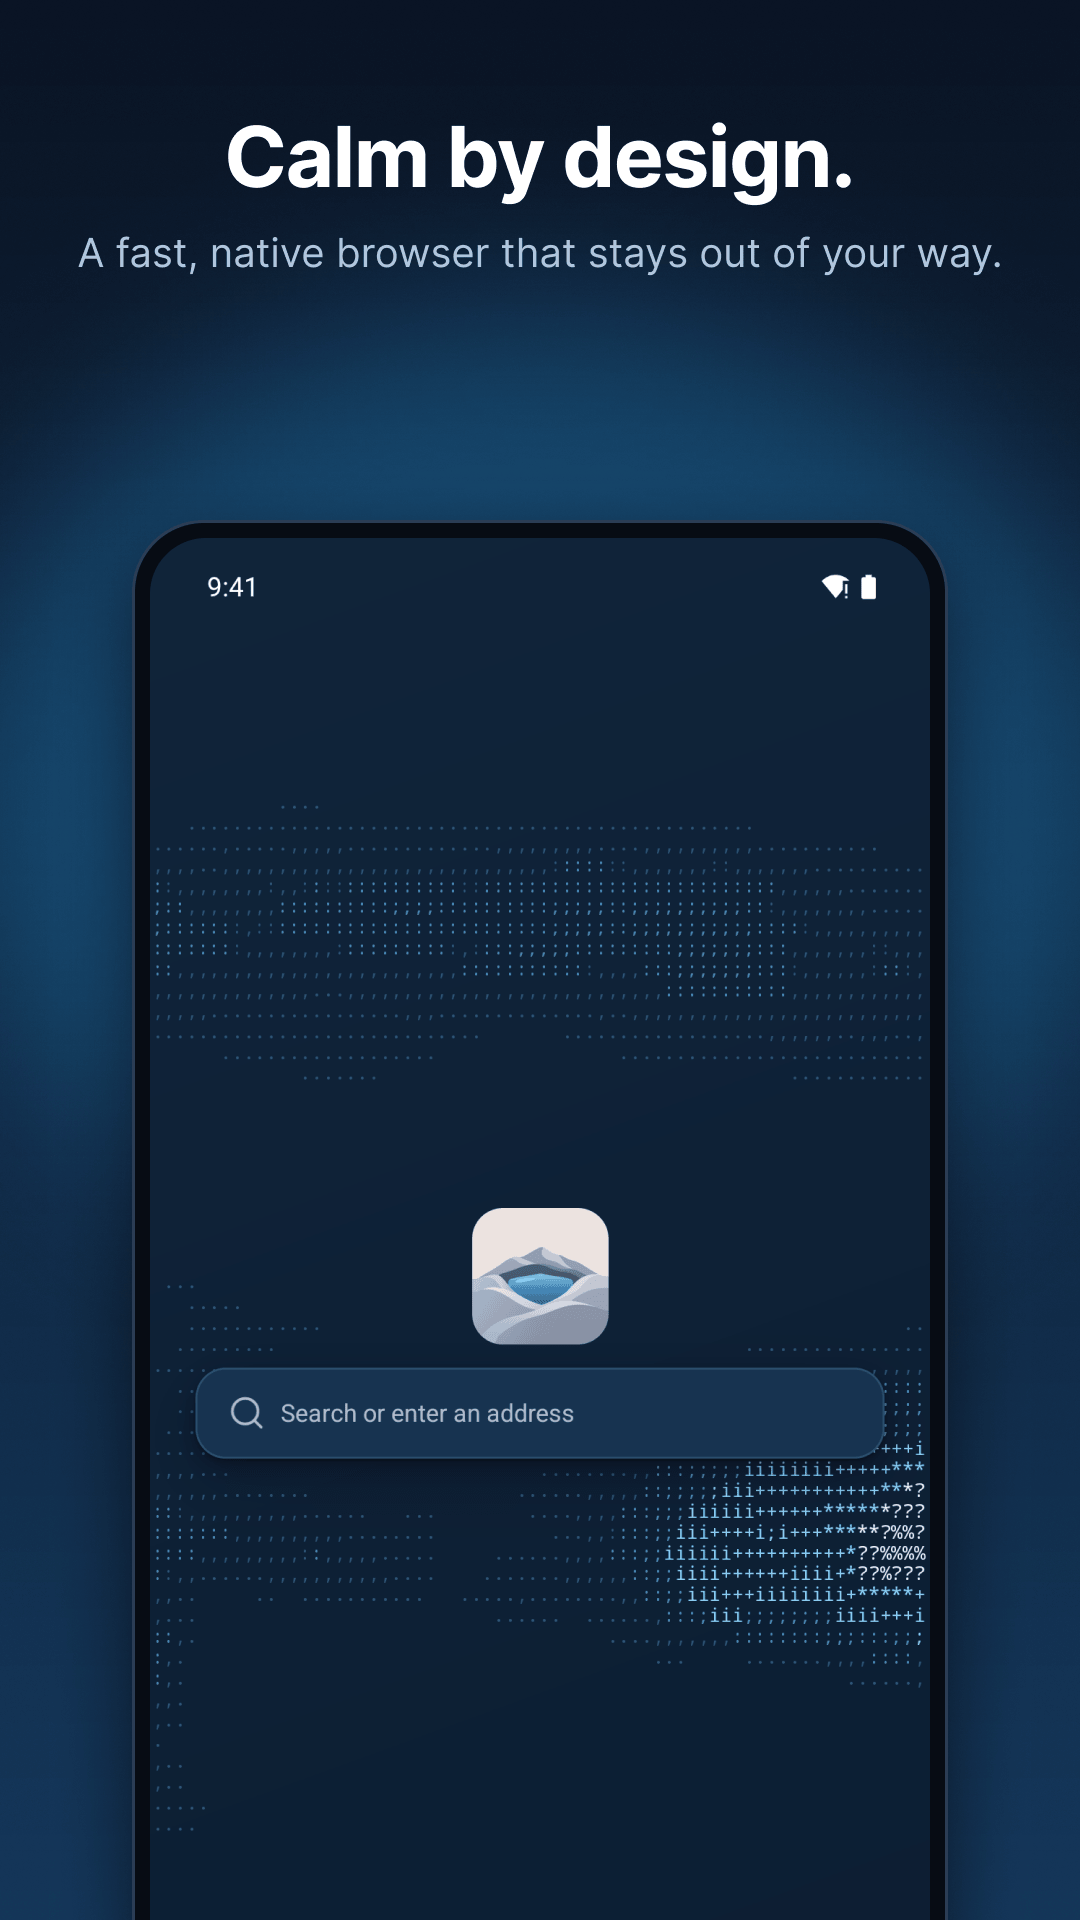 Calm by design.
A fast, native browser that stays out of your way.
9:41
Search or enter an address